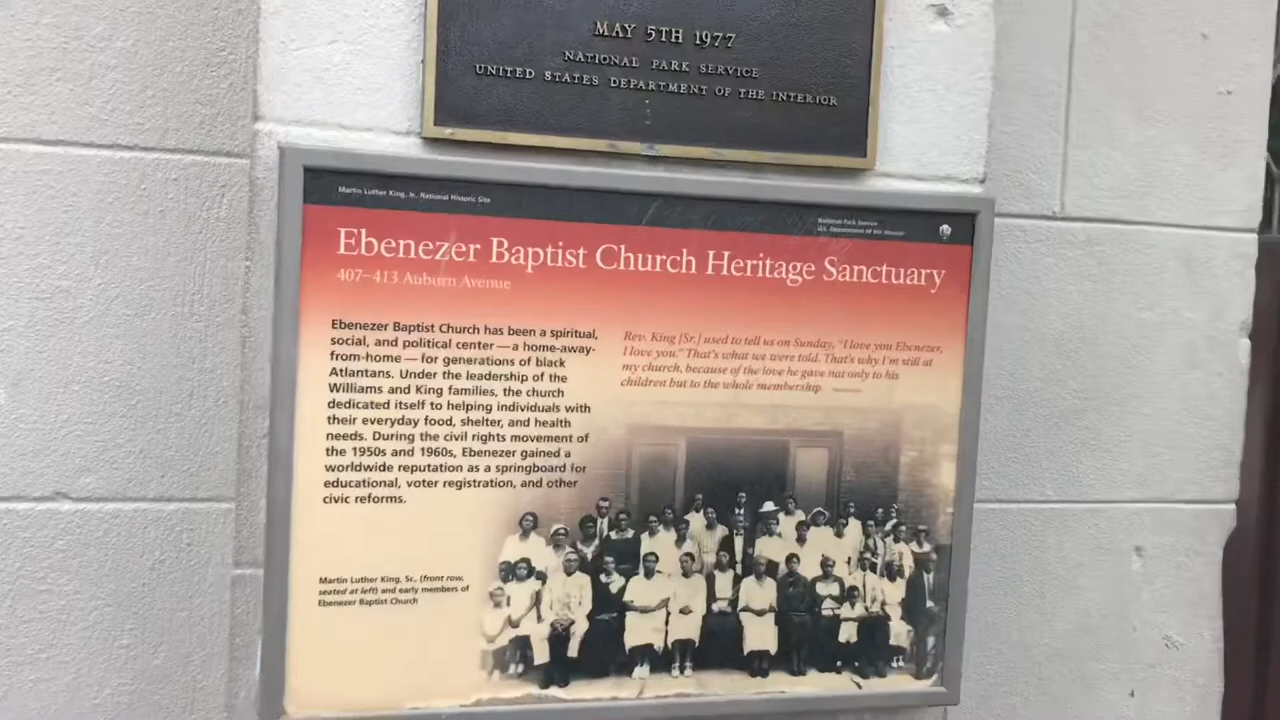 MAY 5TH 1977
NATIONAL PARK SERVICE
UNITED STATES DEPARTMENT OF THE INTERIOR
Martin Luther King, Jr. National Historic Site
National Park Service
U.S. Department of the Interior
Ebenezer Baptist Church Heritage Sanctuary
407–413 Auburn Avenue
Ebenezer Baptist Church has been a spiritual,
social, and political center — a home-away-
from-home — for generations of black
Atlantans. Under the leadership of the
Williams and King families, the church
dedicated itself to helping individuals with
their everyday food, shelter, and health
needs. During the civil rights movement of
the 1950s and 1960s, Ebenezer gained a
worldwide reputation as a springboard for
educational, voter registration, and other
civic reforms.
Rev. King [Sr.] used to tell us on Sunday, "I love you Ebenezer,
I love you." That's what we were told. That's why I'm still at
my church, because of the love he gave not only to his
children but to the whole membership
Martin Luther King, Sr., (front row,
seated at left) and early members of
Ebenezer Baptist Church